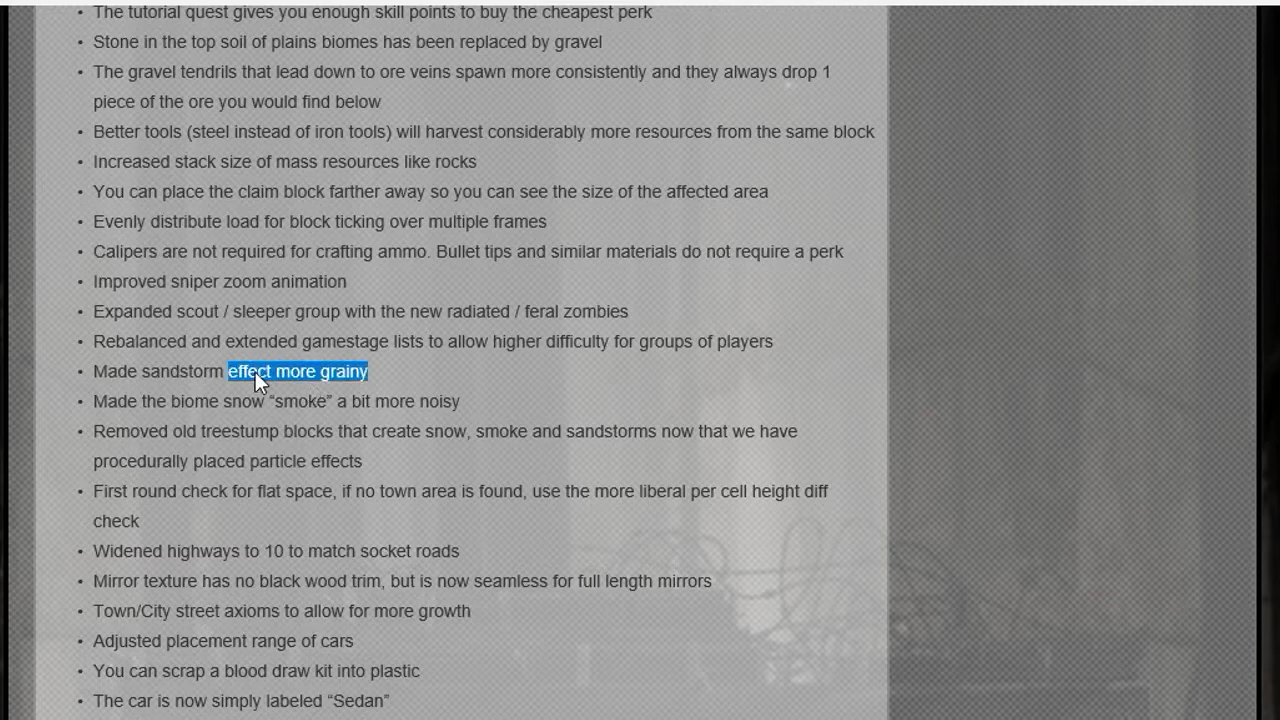 • The tutorial quest gives you enough skill points to buy the cheapest perk
• Stone in the top soil of plains biomes has been replaced by gravel
• The gravel tendrils that lead down to ore veins spawn more consistently and they always drop 1
piece of the ore you would find below
• Better tools (steel instead of iron tools) will harvest considerably more resources from the same block
• Increased stack size of mass resources like rocks
• You can place the claim block farther away so you can see the size of the affected area
• Evenly distribute load for block ticking over multiple frames
• Calipers are not required for crafting ammo. Bullet tips and similar materials do not require a perk
• Improved sniper zoom animation
• Expanded scout / sleeper group with the new radiated / feral zombies
• Rebalanced and extended gamestage lists to allow higher difficulty for groups of players
• Made sandstorm effect more grainy
• Made the biome snow “smoke” a bit more noisy
• Removed old treestump blocks that create snow, smoke and sandstorms now that we have
procedurally placed particle effects
• First round check for flat space, if no town area is found, use the more liberal per cell height diff
check
• Widened highways to 10 to match socket roads
• Mirror texture has no black wood trim, but is now seamless for full length mirrors
• Town/City street axioms to allow for more growth
• Adjusted placement range of cars
• You can scrap a blood draw kit into plastic
• The car is now simply labeled “Sedan”